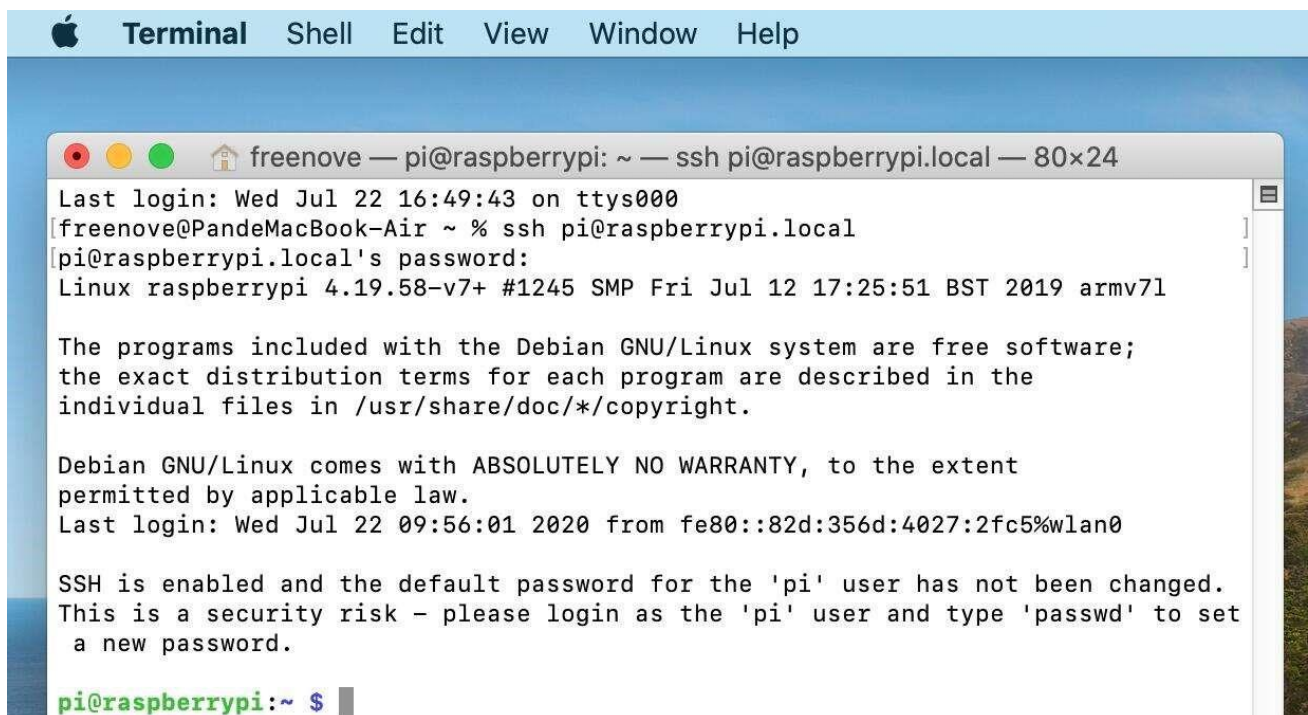 Terminal Shell Edit View Window Help
freenove — pi@raspberrypi: ~ — ssh pi@raspberrypi.local — 80×24
Last login: Wed Jul 22 16:49:43 on ttys000
[freenove@PandeMacBook-Air ~ % ssh pi@raspberrypi.local ]
[pi@raspberrypi.local's password: ]
Linux raspberrypi 4.19.58-v7+ #1245 SMP Fri Jul 12 17:25:51 BST 2019 armv7l
The programs included with the Debian GNU/Linux system are free software;
the exact distribution terms for each program are described in the
individual files in /usr/share/doc/*/copyright.
Debian GNU/Linux comes with ABSOLUTELY NO WARRANTY, to the extent
permitted by applicable law.
Last login: Wed Jul 22 09:56:01 2020 from fe80::82d:356d:4027:2fc5%wlan0
SSH is enabled and the default password for the 'pi' user has not been changed.
This is a security risk – please login as the 'pi' user and type 'passwd' to set
a new password.
pi@raspberrypi:~ $